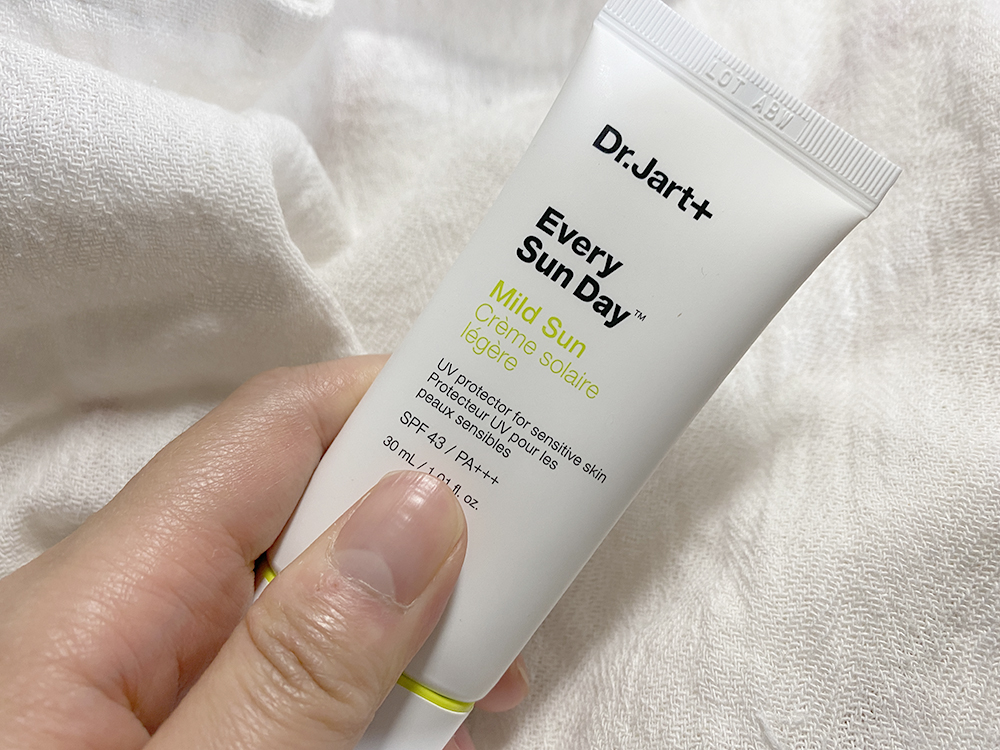 LOT ABW
Dr.Jart+
Every
Sun Day™
Mild Sun
Crème solaire
légère
UV protector for sensitive skin
Protecteur UV pour les
peaux sensibles
SPF 43 / PA+++
30 mL / 1.01 fl. oz.